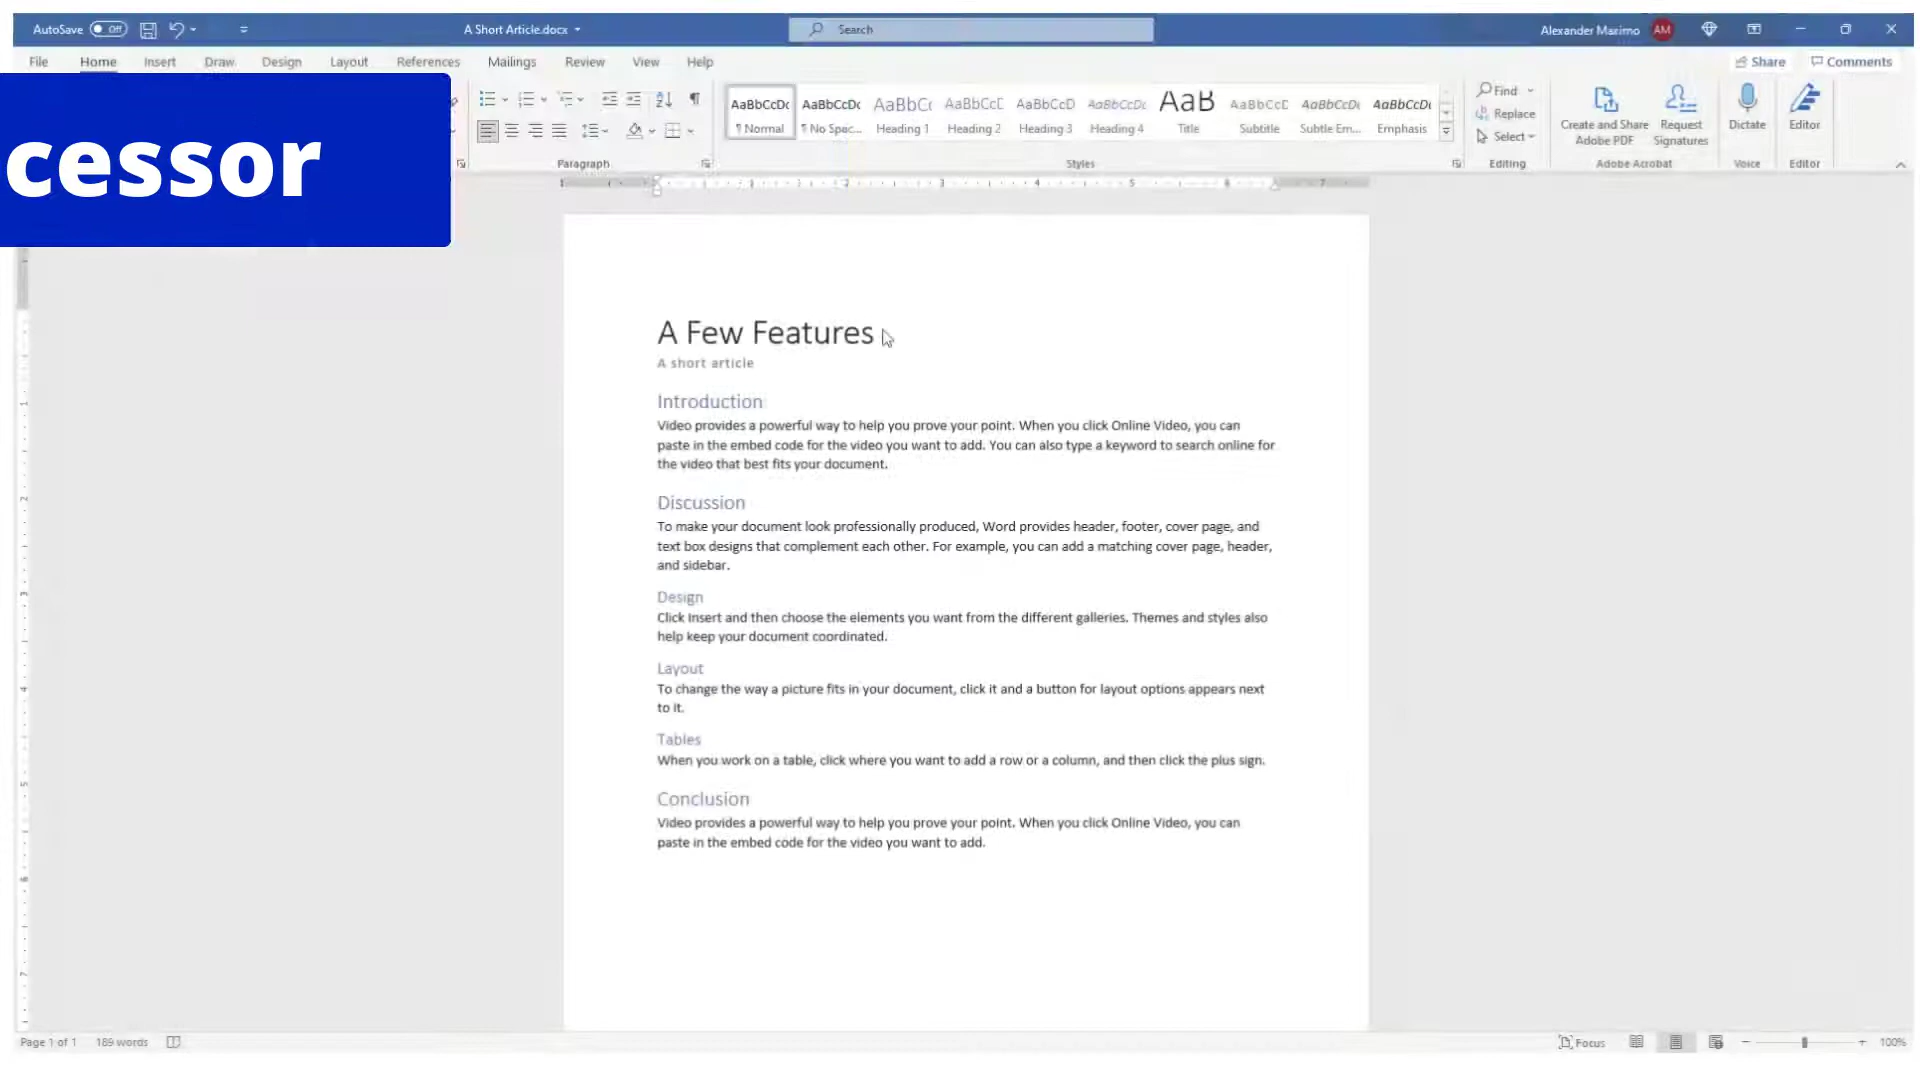 AutoSave Off
A Short Article.docx
Search
Alexander Maximo AM
File Home Insert Draw Design Layout References Mailings Review View Help
Share Comments
cessor
AaBbCcDc AaBbCcDc AaBbCc AaBbCcE AaBbCcD AaBbCcDc AaB AaBbCcE AaBbCcDi AaBbCcDi
¶ Normal ¶ No Spac... Heading 1 Heading 2 Heading 3 Heading 4 Title Subtitle Subtle Em... Emphasis
Find
Replace
Select
Create and Share
Adobe PDF
Request
Signatures
Dictate
Editor
Paragraph Styles Editing Adobe Acrobat Voice Editor
1 1 2 3 4 5 6 7
A Few Features
A short article
Introduction
Video provides a powerful way to help you prove your point. When you click Online Video, you can
paste in the embed code for the video you want to add. You can also type a keyword to search online for
the video that best fits your document.
Discussion
To make your document look professionally produced, Word provides header, footer, cover page, and
text box designs that complement each other. For example, you can add a matching cover page, header,
and sidebar.
Design
Click Insert and then choose the elements you want from the different galleries. Themes and styles also
help keep your document coordinated.
Layout
To change the way a picture fits in your document, click it and a button for layout options appears next
to it.
Tables
When you work on a table, click where you want to add a row or a column, and then click the plus sign.
Conclusion
Video provides a powerful way to help you prove your point. When you click Online Video, you can
paste in the embed code for the video you want to add.
Page 1 of 1 189 words
Focus
100%